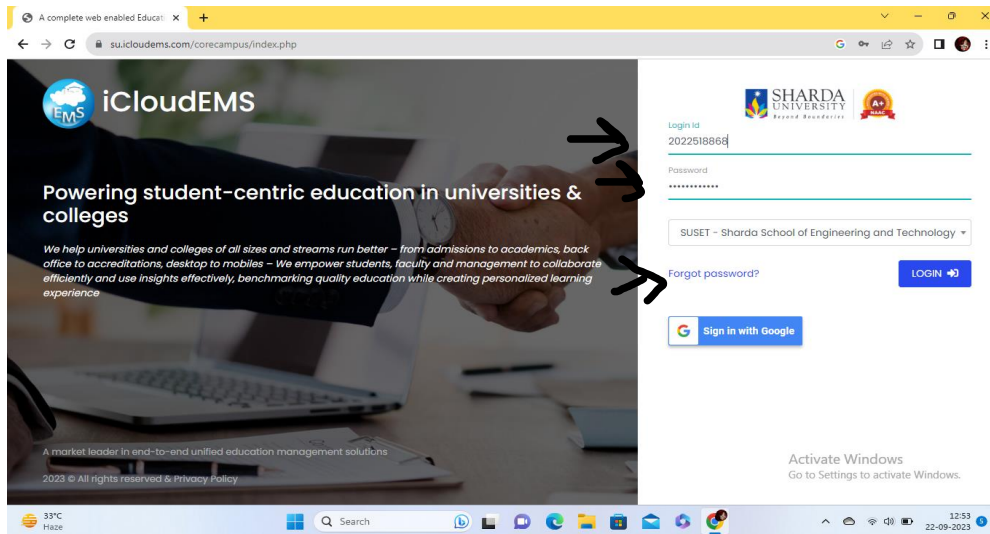 A complete web enabled Educati
su.icloudems.com/corecampus/index.php
EMS
iCloudEMS
SHARDA
UNIVERSITY
Beyond Boundaries
A+
NAAC
Login Id
2022518868
Password
••••••••••••
SUSET - Sharda School of Engineering and Technology
Forgot password?
LOGIN
G Sign in with Google
Powering student-centric education in universities &
colleges
We help universities and colleges of all sizes and streams run better – from admissions to academics, back
office to accreditations, desktop to mobiles – We empower students, faculty and management to collaborate
efficiently and use insights effectively, benchmarking quality education while creating personalized learning
experience
A market leader in end-to-end unified education management solutions
2023 © All rights reserved & Privacy Policy
Activate Windows
Go to Settings to activate Windows.
33°C
Haze
Search
12:53
22-09-2023
5